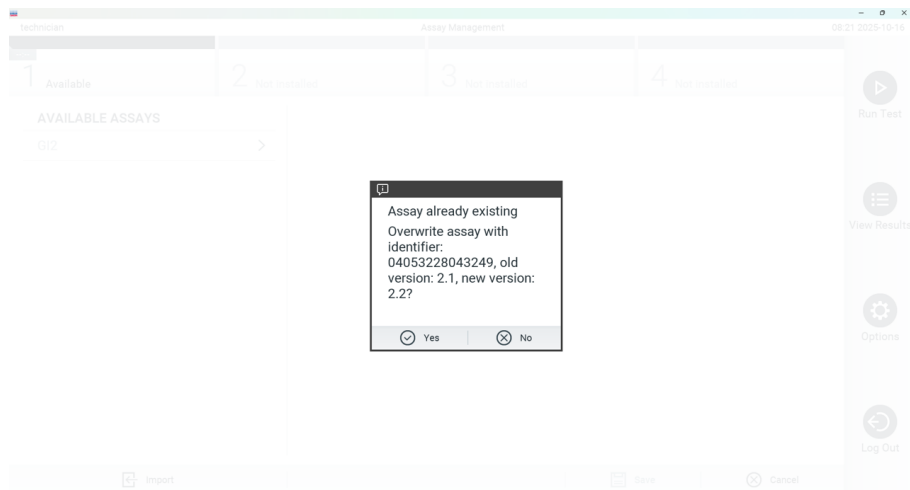 technician
Assay Management
08:21 2025-10-16
1 Available
2 Not Installed
3 Not Installed
4 Not Installed
Run Test
AVAILABLE ASSAYS
GI2
Assay already existing
Overwrite assay with
identifier:
04053228043249, old
version: 2.1, new version:
2.2?
Yes
No
View Results
Options
Log Out
Import
Save
Cancel